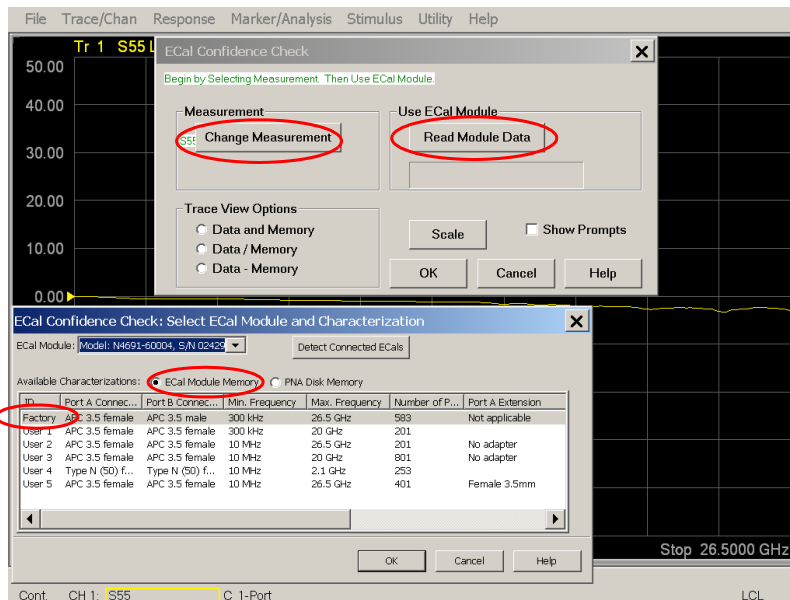 File Trace/Chan Response Marker/Analysis Stimulus Utility Help
Tr 1 S55 L
50.00
40.00
30.00
20.00
10.00
0.00
ECal Confidence Check
Begin by Selecting Measurement. Then Use ECal Module.
Measurement
S55 Change Measurement
Use ECal Module
Read Module Data
Trace View Options
Data and Memory
Data / Memory
Data - Memory
Scale
Show Prompts
OK Cancel Help
ECal Confidence Check: Select ECal Module and Characterization
ECal Module: Model: N4691-60004, S/N 02429
Detect Connected ECals
Available Characterizations: ECal Module Memory PNA Disk Memory
ID Port A Connec... Port B Connec... Min. Frequency Max. Frequency Number of P... Port A Extension
Factory APC 3.5 female APC 3.5 male 300 kHz 26.5 GHz 583 Not applicable
User 1 APC 3.5 female APC 3.5 female 300 kHz 20 GHz 201
User 2 APC 3.5 female APC 3.5 female 10 MHz 26.5 GHz 201 No adapter
User 3 APC 3.5 female APC 3.5 female 10 MHz 20 GHz 801 No adapter
User 4 Type N (50) f... Type N (50) f... 10 MHz 2.1 GHz 253
User 5 APC 3.5 female APC 3.5 female 10 MHz 26.5 GHz 401 Female 3.5mm
OK Cancel Help
Stop 26.5000 GHz
Cont. CH 1: S55 C 1-Port LCL